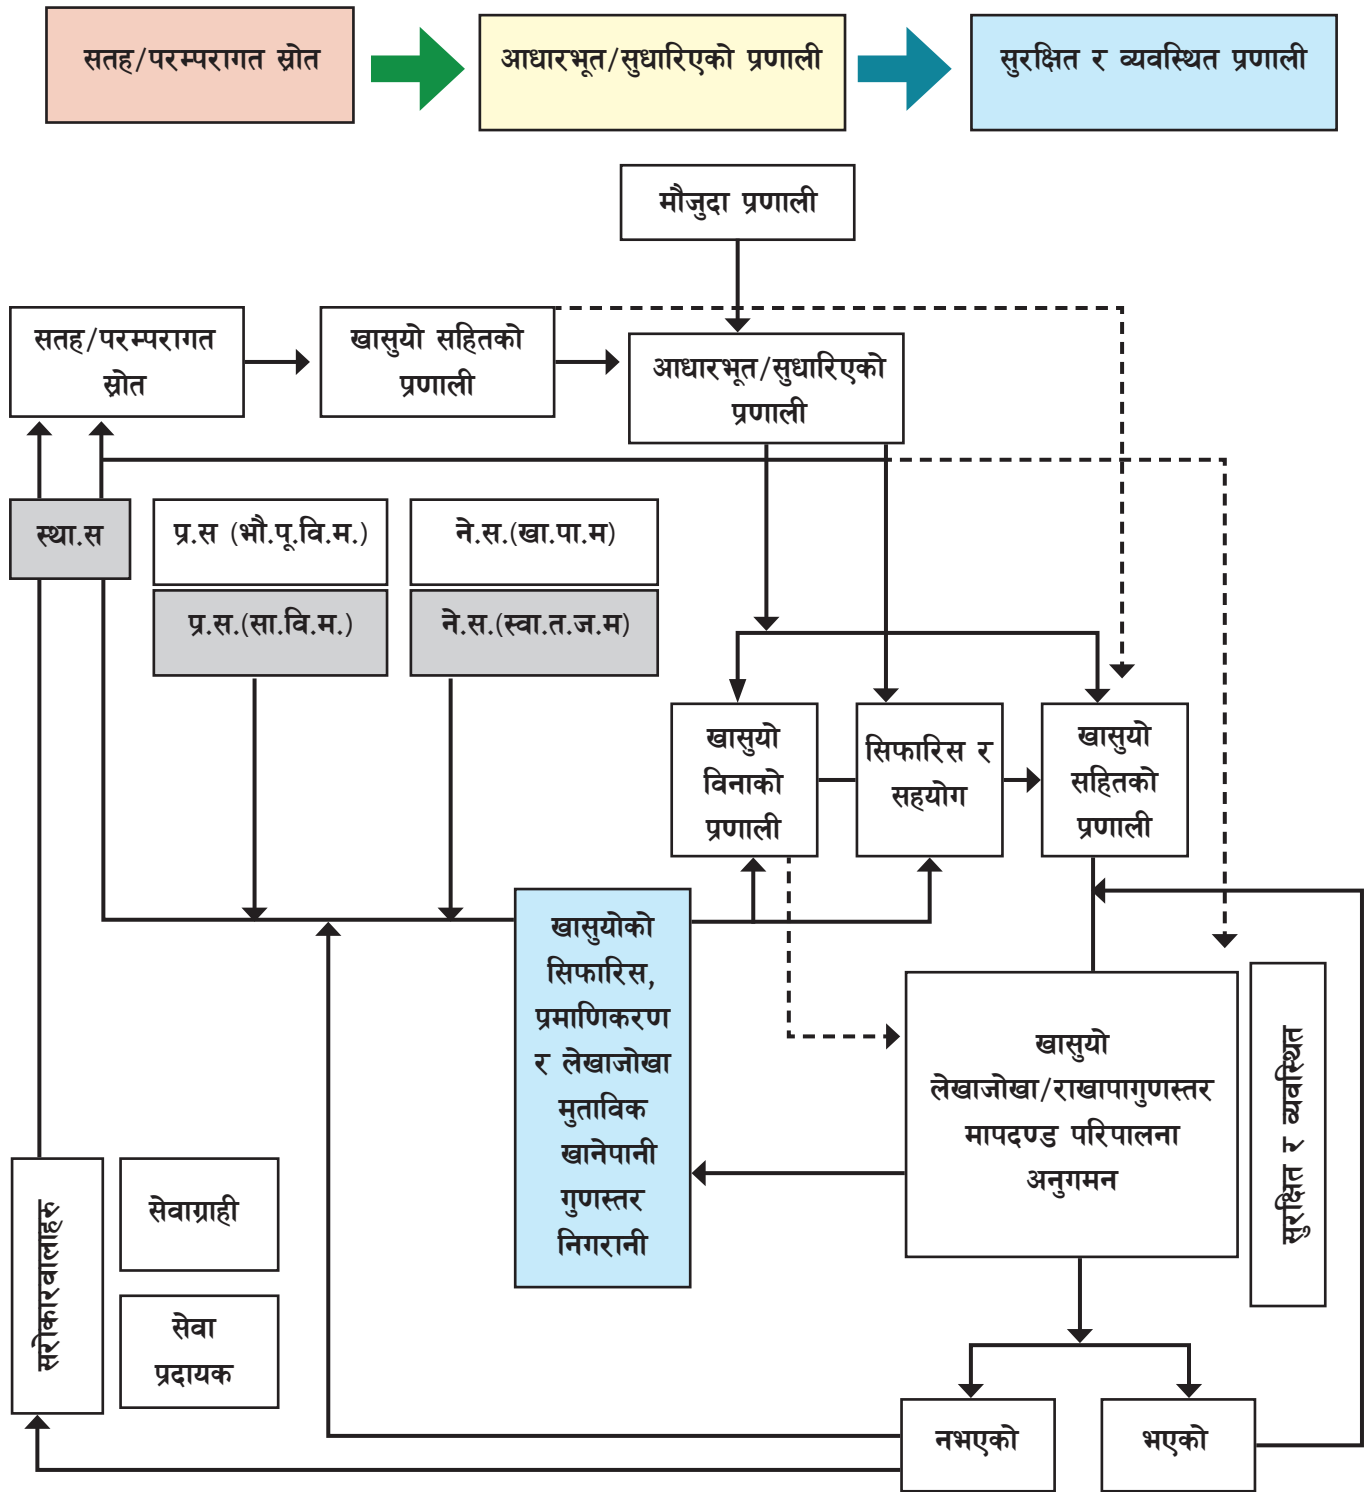 सतह/परम्परागत स्रोत
आधारभूत/सुधारिएको प्रणाली
सुरक्षित र व्यवस्थित प्रणाली
मौजुदा प्रणाली
सतह/परम्परागत
स्रोत
खासुयो सहितको
प्रणाली
आधारभूत/सुधारिएको
प्रणाली
स्था.स
प्र.स (भौ.पू.वि.म.)
ने.स.(खा.पा.म)
प्र.स.(सा.वि.म.)
ने.स.(स्वा.त.ज.म)
खासुयो
विनाको
प्रणाली
सिफारिस र
सहयोग
खासुयो
सहितको
प्रणाली
खासुयोको
सिफारिस,
प्रमाणिकरण
र लेखाजोखा
मुताविक
खानेपानी
गुणस्तर
निगरानी
खासुयो
लेखाजोखा/राखापागुणस्तर
मापदण्ड परिपालना
अनुगमन
सुरक्षित र व्यवस्थित
सरोकारवालाहरु
सेवाग्राही
सेवा
प्रदायक
नभएको
भएको